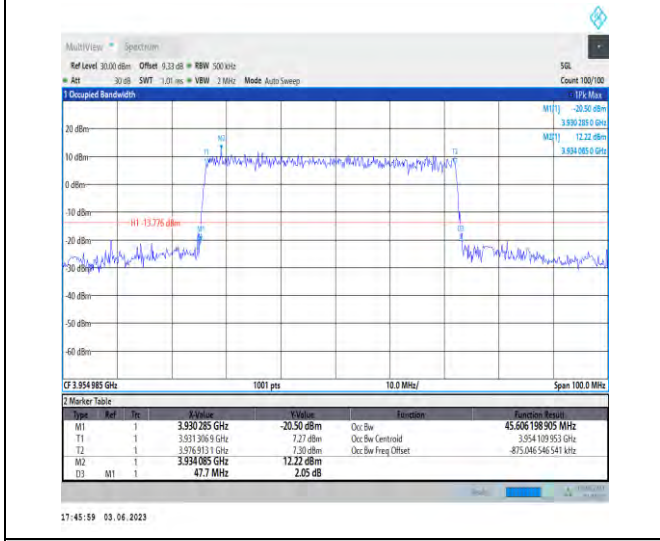 MultiView Spectrum
Ref Level 30.00 dBm Offset 9.33 dB RBW 500 kHz SGL
Att 30 dB SWT 1.01 ms VBW 2 MHz Mode Auto Sweep Count 100/100
1 Occupied Bandwidth 1Pk Max
M1[1] -20.50 dBm
3.930 285 0 GHz
M2[1] 12.22 dBm
3.934 085 0 GHz
20 dBm
M2
T1 T2
10 dBm
0 dBm
-10 dBm
H1 -13.776 dBm
M1 D3
-20 dBm
-30 dBm
-40 dBm
-50 dBm
-60 dBm
CF 3.954 985 GHz 1001 pts 10.0 MHz/ Span 100.0 MHz
2 Marker Table
Type Ref Trc X-Value Y-Value Function Function Result
M1 1 3.930 285 GHz -20.50 dBm Occ Bw 45.606 198 905 MHz
T1 1 3.931 306 9 GHz 7.27 dBm Occ Bw Centroid 3.954 109 953 GHz
T2 1 3.976 913 1 GHz 7.30 dBm Occ Bw Freq Offset -875.046 546 541 kHz
M2 1 3.934 085 GHz 12.22 dBm
D3 M1 1 47.7 MHz 2.05 dB
17:45:59 03.06.2023